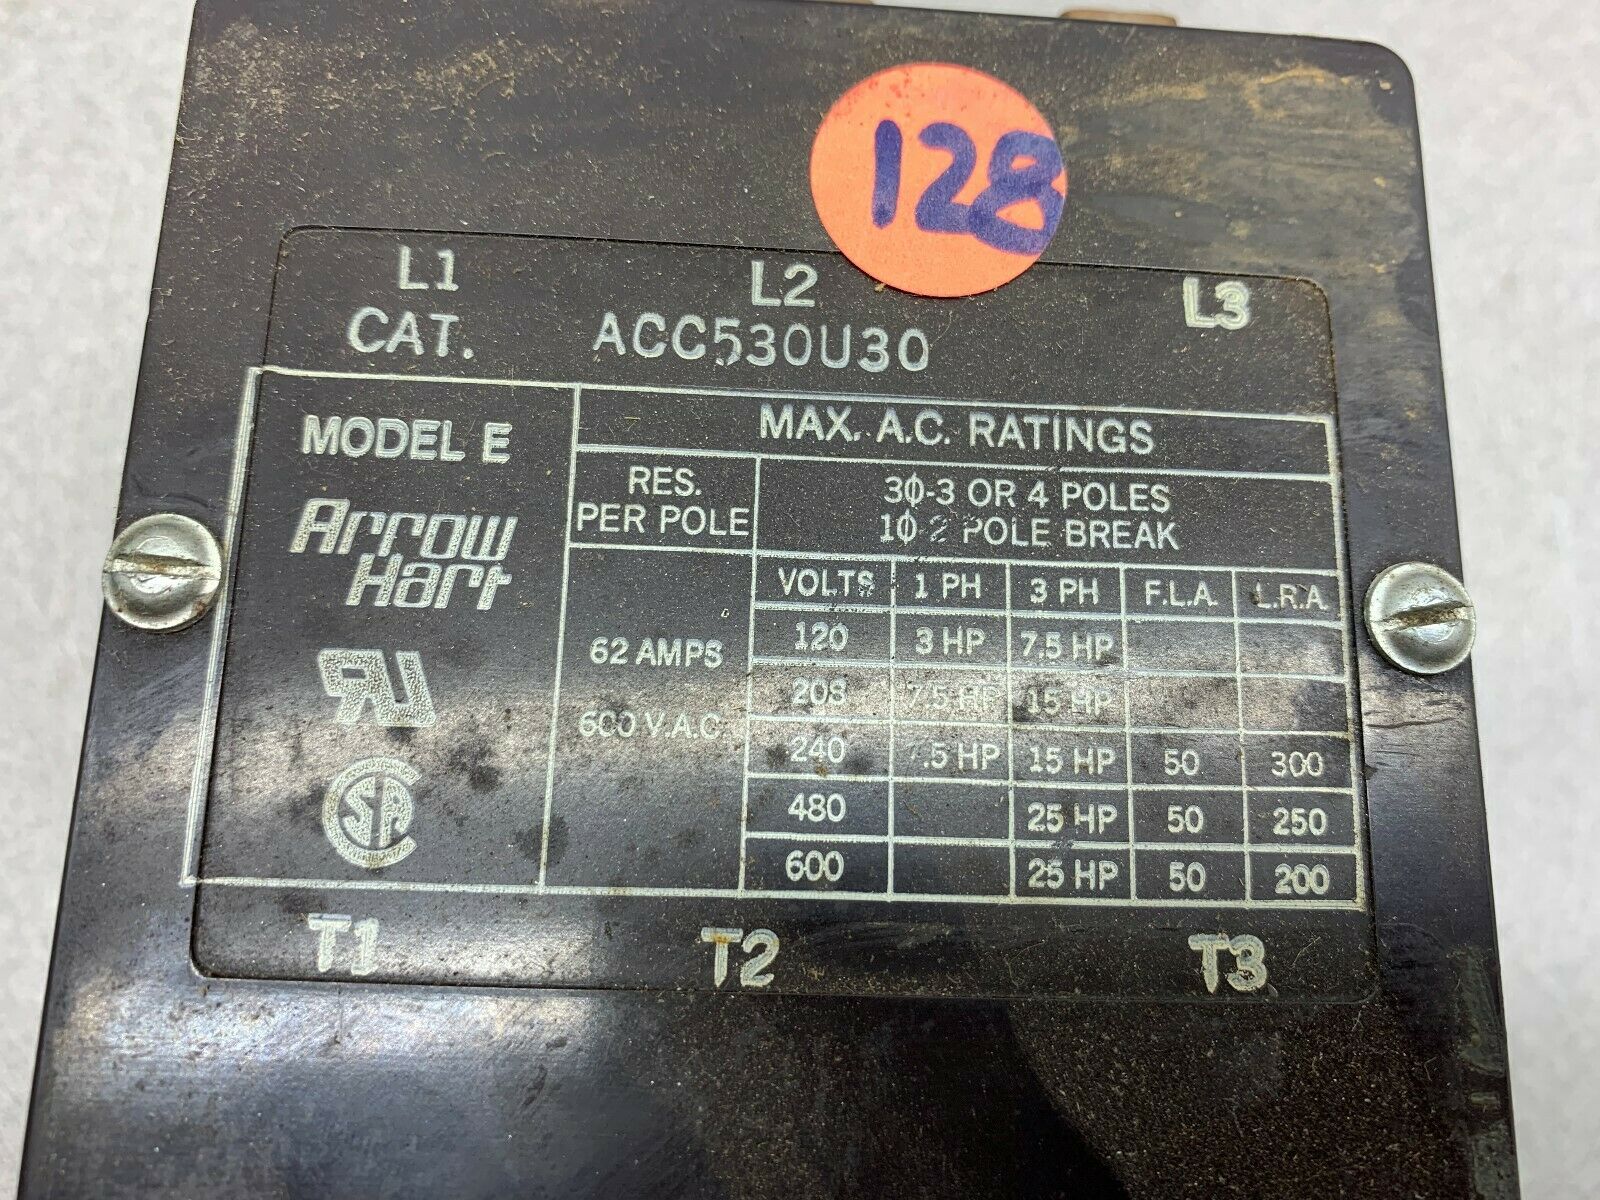 128
L1 L2 L3
CAT. ACC530U30
MODEL E
Arrow
Hart
RU
SA
MAX. A.C. RATINGS
RES.
PER POLE
3ϕ-3 OR 4 POLES
1ϕ-2 POLE BREAK
62 AMPS
600 V.A.C
VOLTS 1 PH 3 PH F.L.A. L.R.A.
120 3 HP 7.5 HP
208 7.5 HP 15 HP
240 7.5 HP 15 HP 50 300
480 25 HP 50 250
600 25 HP 50 200
T1 T2 T3